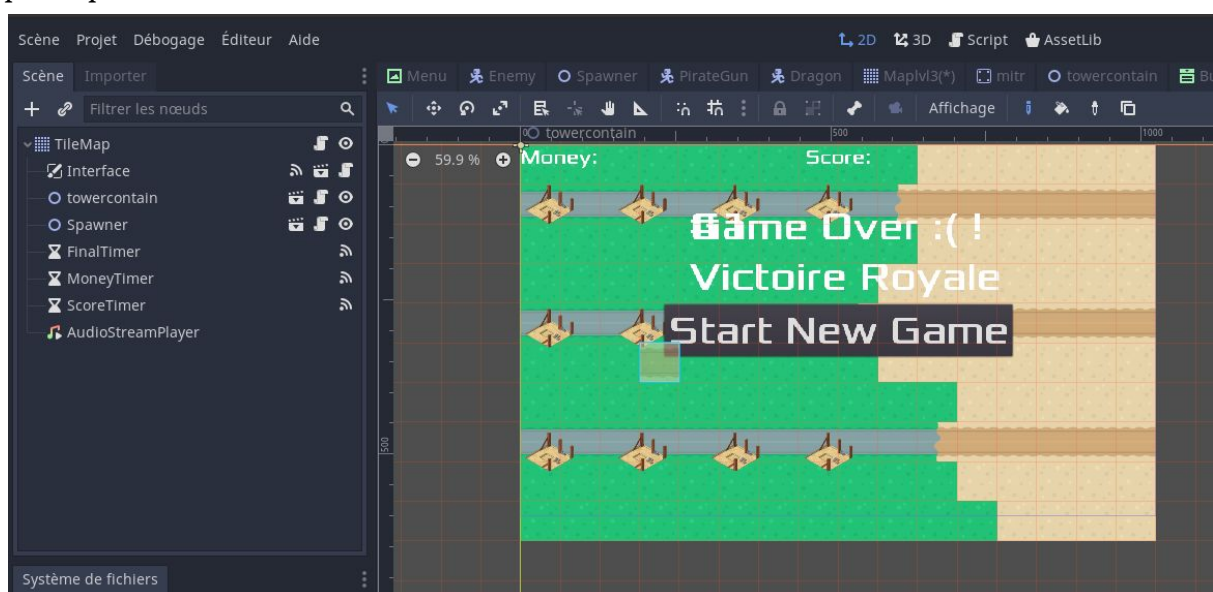 Scène Projet Débogage Éditeur Aide
2D 3D Script AssetLib
Scène Importer
Menu Enemy Spawner PirateGun Dragon Maplvl3(*) mitr towercontain
Filtrer les nœuds
Affichage
TileMap
Interface
towercontain
Spawner
FinalTimer
MoneyTimer
ScoreTimer
AudioStreamPlayer
0 towercontain 500 1000
59.9 %
Money: Score:
Game Over :( !
Victoire Royale
Start New Game
500
Système de fichiers